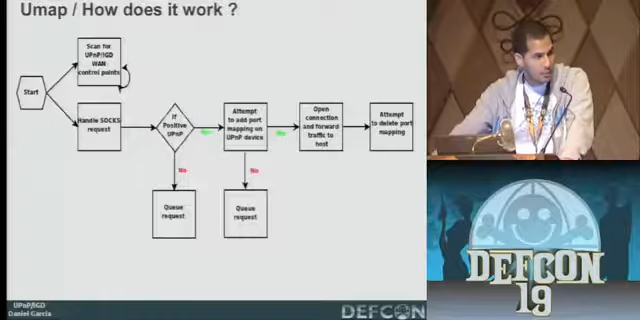 Umap / How does it work ?
Scan for
UPnP/IGD
WAN
control points
Start
Handle SOCKS
request
If
Positive
UPnP
Yes
Attempt
to add port
mapping on
UPnP device
Yes
Open
connection and
forward
traffic to
host
Attempt
to delete port
mapping
No
No
Queue
request
Queue
request
UPnP/IGD
Daniel Garcia
DEFCON
DEFCON
19